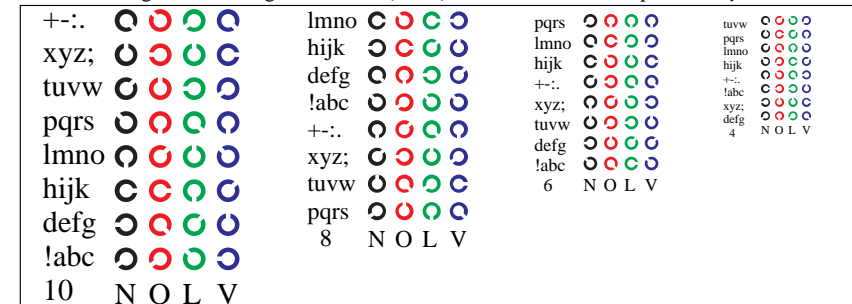 +-:.
xyz;
tuvw
pqrs
lmno
hijk
defg
!abc
10 N O L V
lmno
hijk
defg
!abc
+-:.
xyz;
tuvw
pqrs
8 N O L V
pqrs
lmno
hijk
+-:.
xyz;
tuvw
defg
!abc
6 N O L V
tuvw
pqrs
lmno
hijk
+-:.
!abc
xyz;
defg
4 N O L V